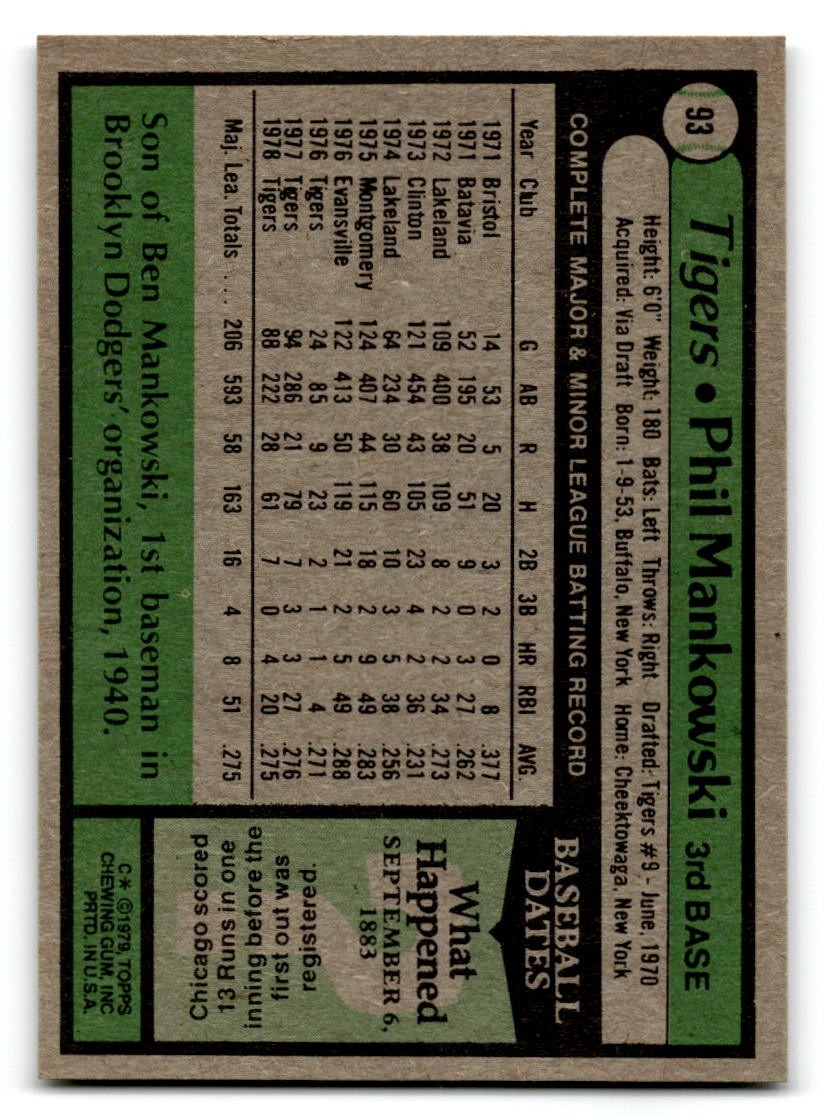 93
Tigers • Phil Mankowski 3rd BASE
Height: 6'0" Weight: 180 Bats: Left Throws: Right Drafted: Tigers #9 - June, 1970
Acquired: Via Draft Born: 1-9-53, Buffalo, New York Home: Cheektowaga, New York
COMPLETE MAJOR & MINOR LEAGUE BATTING RECORD
Year Club G AB R H 2B 3B HR RBI AVG.
1971 Bristol 14 53 5 20 3 2 0 8 .377
1971 Batavia 52 195 20 51 9 0 3 27 .262
1972 Lakeland 109 400 38 109 8 2 2 34 .273
1973 Clinton 121 454 43 105 23 4 2 36 .231
1974 Lakeland 64 234 30 60 10 3 5 38 .256
1975 Montgomery 124 407 44 115 18 2 9 49 .283
1976 Evansville 122 413 50 119 21 2 5 49 .288
1976 Tigers 24 85 9 23 2 1 1 4 .271
1977 Tigers 94 286 21 79 7 3 3 27 .276
1978 Tigers 88 222 28 61 7 0 4 20 .275
Maj. Lea. Totals .... 206 593 58 163 16 4 8 51 .275
Son of Ben Mankowski, 1st baseman in
Brooklyn Dodgers' organization, 1940.
BASEBALL
DATES
What
Happened
SEPTEMBER 6,
1883
Chicago scored
13 Runs in one
inning before the
first out was
registered.
C* ©1979, TOPPS
CHEWING GUM, INC
PRTD. IN U.S.A.